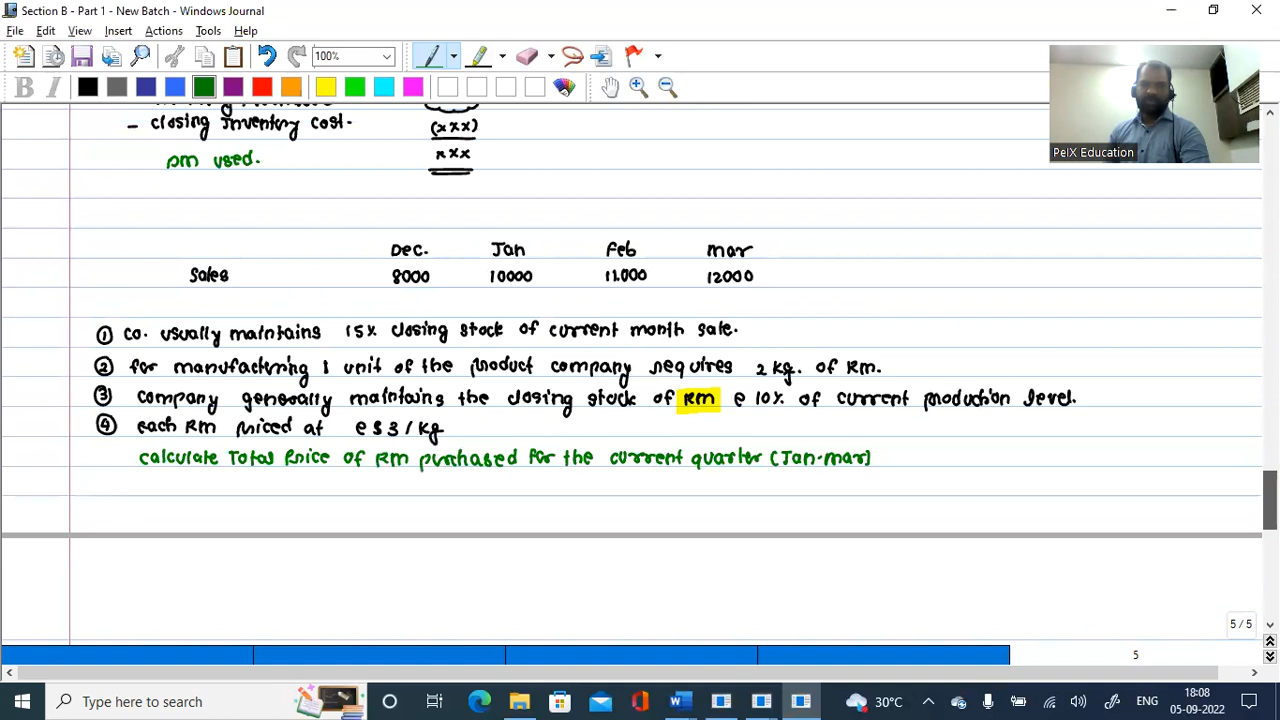 Section B - Part 1 - New Batch - Windows Journal
File Edit View Insert Actions Tools Help
100%
B I
- closing Inventory cost. (xxx)
RM used. xxx
PelX Education
Dec. Jan Feb Mar
Sales 8000 10000 11000 12000
① Co. usually maintains 15% closing stock of current month sale.
② for manufacturing 1 unit of the product company requires 2 kg. of RM.
③ company generally maintains the closing stock of RM @ 10% of current production level.
④ each RM priced at @ $ 3 / kg
calculate Total Price of RM purchased for the current quarter (Jan-Mar)
5 / 5
5
Type here to search
30°C
ENG
18:08
05-09-2022